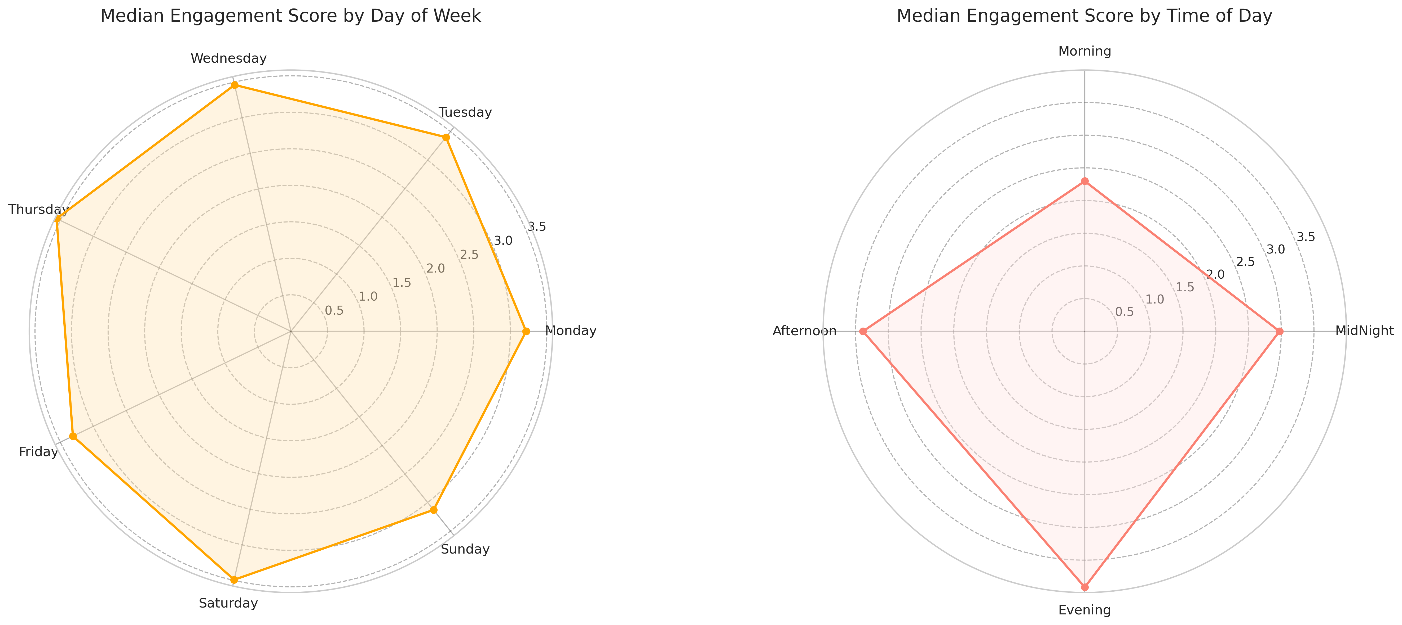 Median Engagement Score by Day of Week
Wednesday
Tuesday
Thursday
3.5
3.0
2.5
2.0
1.5
1.0
0.5
Monday
Friday
Sunday
Saturday
Median Engagement Score by Time of Day
Morning
3.5
3.0
2.5
2.0
1.5
1.0
0.5
Afternoon
MidNight
Evening